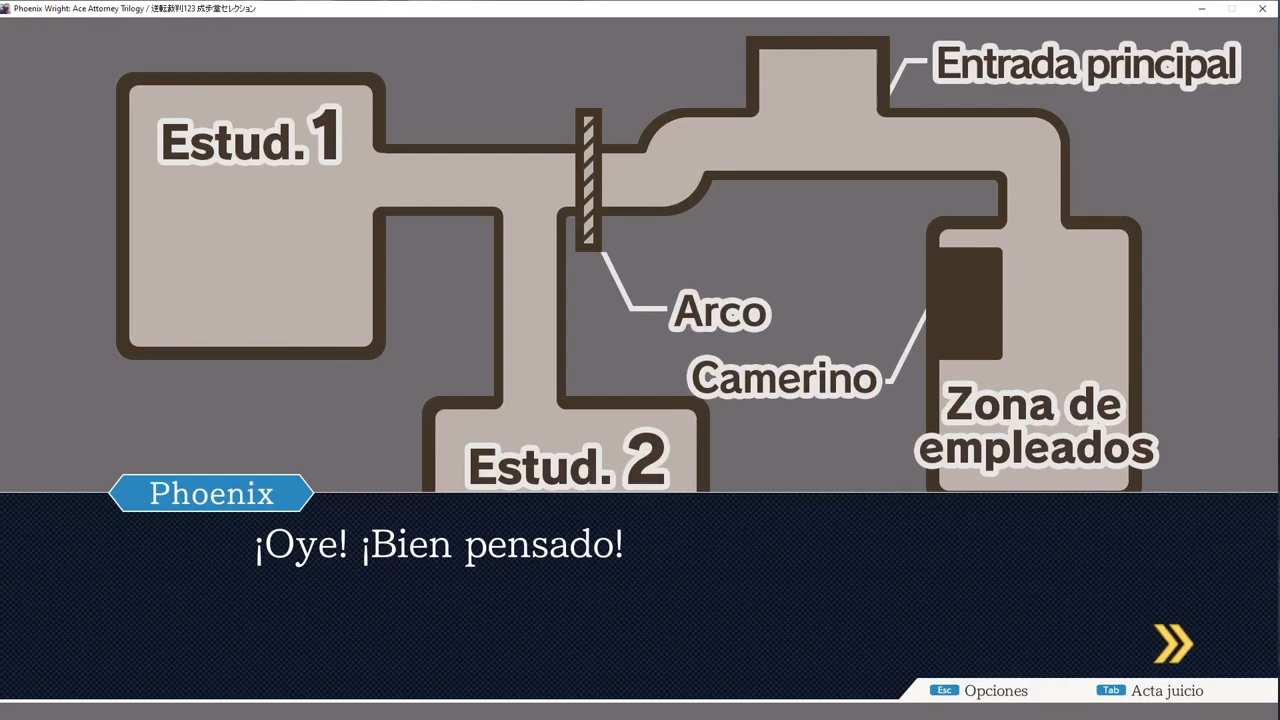 Phoenix Wright: Ace Attorney Trilogy / 逆転裁判123 成歩堂セレクション
Entrada principal
Estud. 1
Arco
Camerino
Zona de
empleados
Estud. 2
Phoenix
¡Oye! ¡Bien pensado!
Esc Opciones Tab Acta juicio